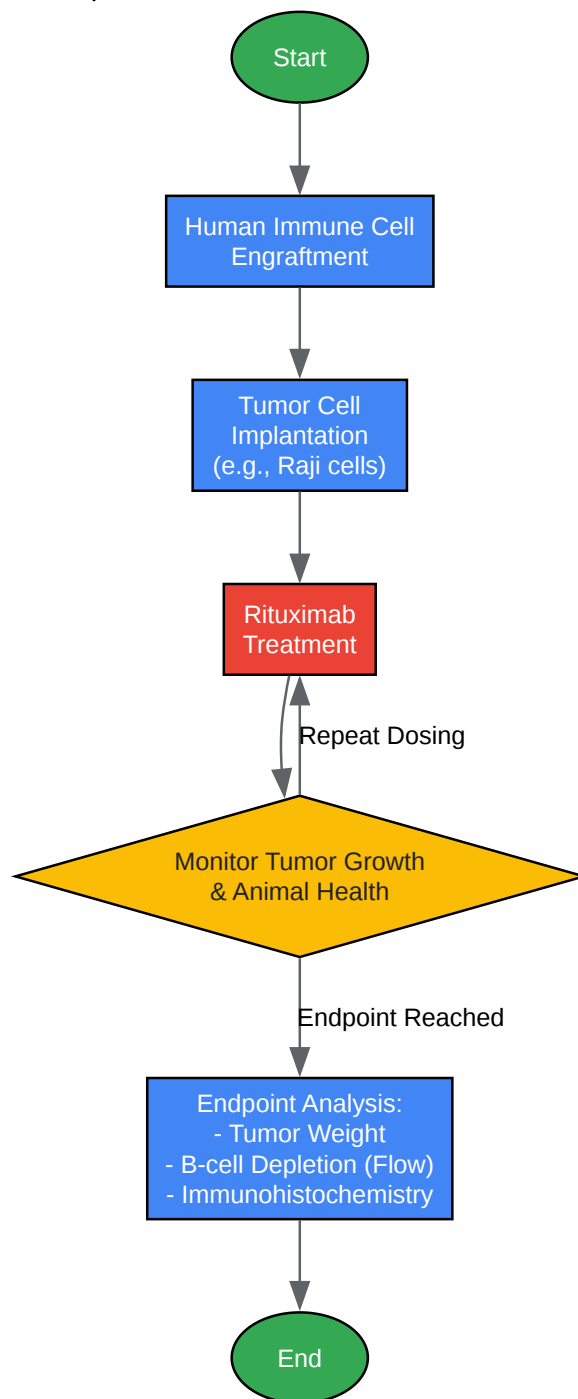 Start
Human Immune Cell
Engraftment
Tumor Cell
Implantation
(e.g., Raji cells)
Rituximab
Treatment
Repeat Dosing
Monitor Tumor Growth
& Animal Health
Endpoint Reached
Endpoint Analysis:
- Tumor Weight
- B-cell Depletion (Flow)
- Immunohistochemistry
End